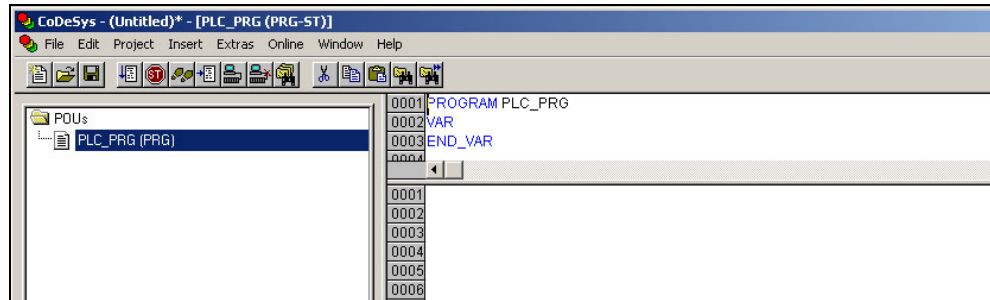 CoDeSys - (Untitled)* - [PLC_PRG (PRG-ST)]
File Edit Project Insert Extras Online Window Help
POUs
PLC_PRG (PRG)
0001 PROGRAM PLC_PRG
0002 VAR
0003 END_VAR
0004
0001
0002
0003
0004
0005
0006